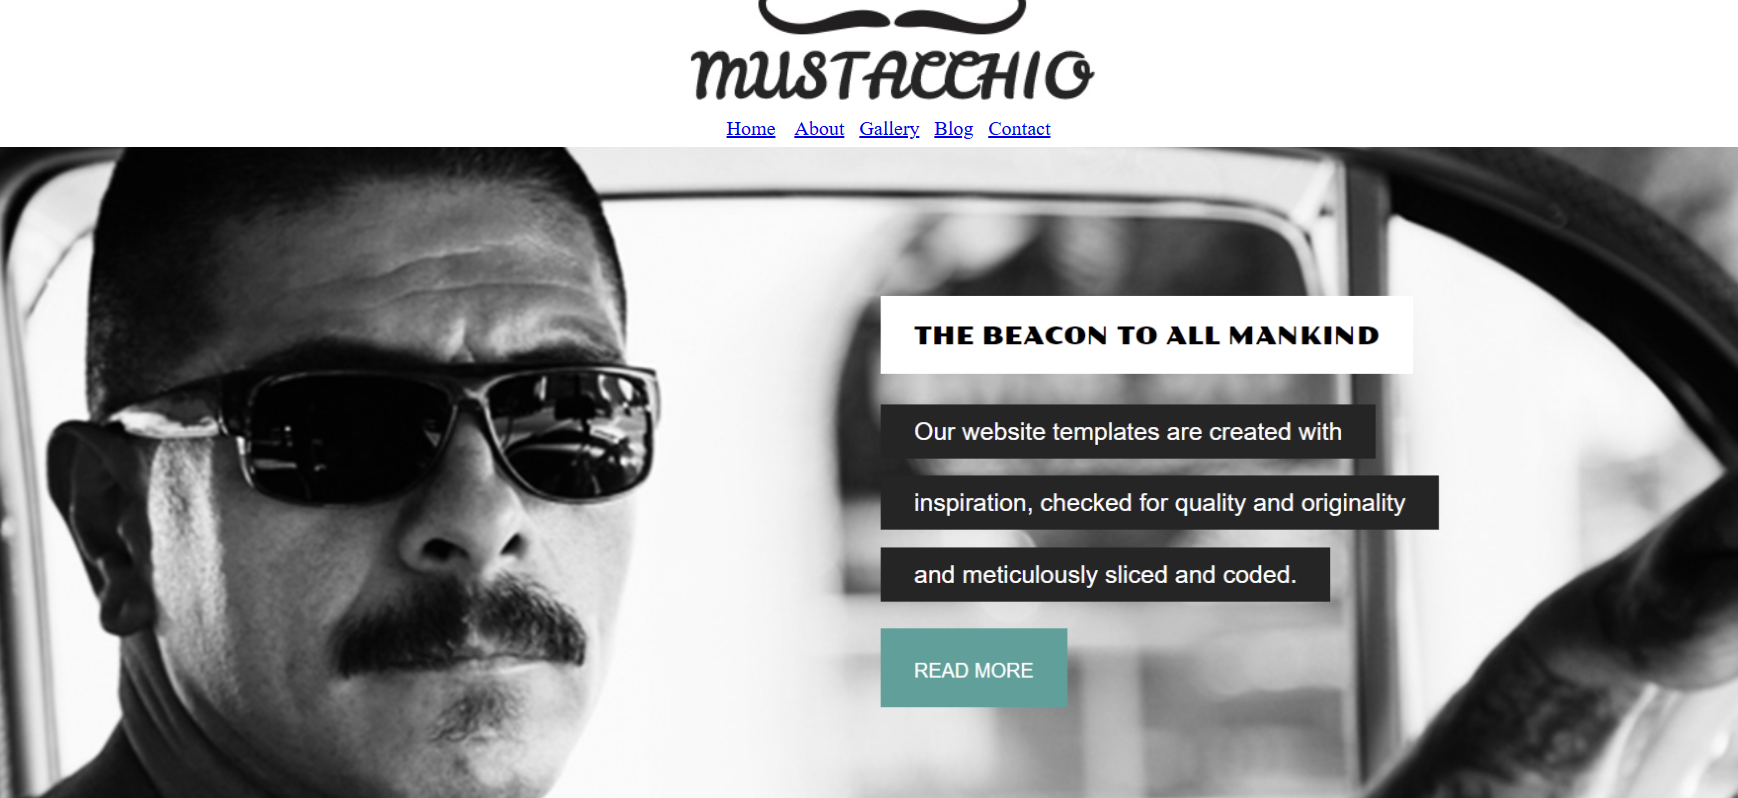 MUSTACCHIO
Home About Gallery Blog Contact
THE BEACON TO ALL MANKIND
Our website templates are created with
inspiration, checked for quality and originality
and meticulously sliced and coded.
READ MORE